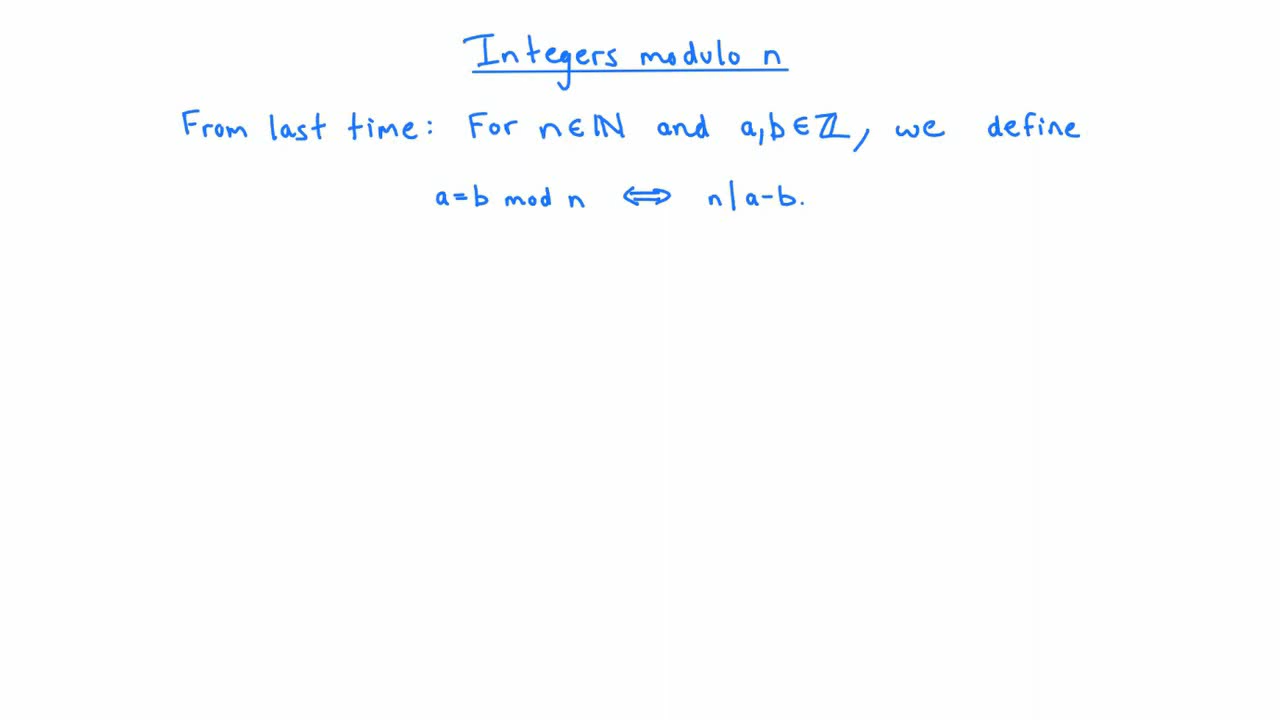 Integers modulo n
From last time: For n∈ℕ and a,b∈ℤ, we define
a=b mod n ⇔ n|a-b.